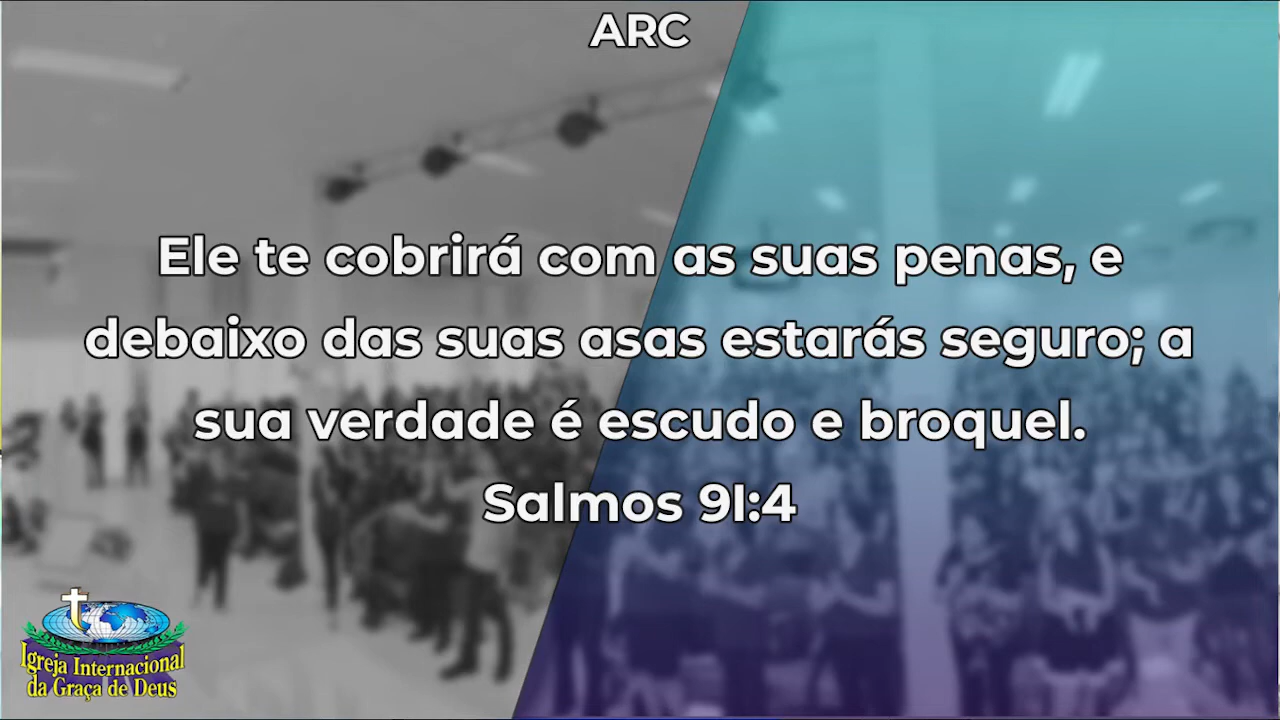 ARC
Ele te cobrirá com as suas penas, e
debaixo das suas asas estarás seguro; a
sua verdade é escudo e broquel.
Salmos 91:4
Igreja Internacional
da Graça de Deus